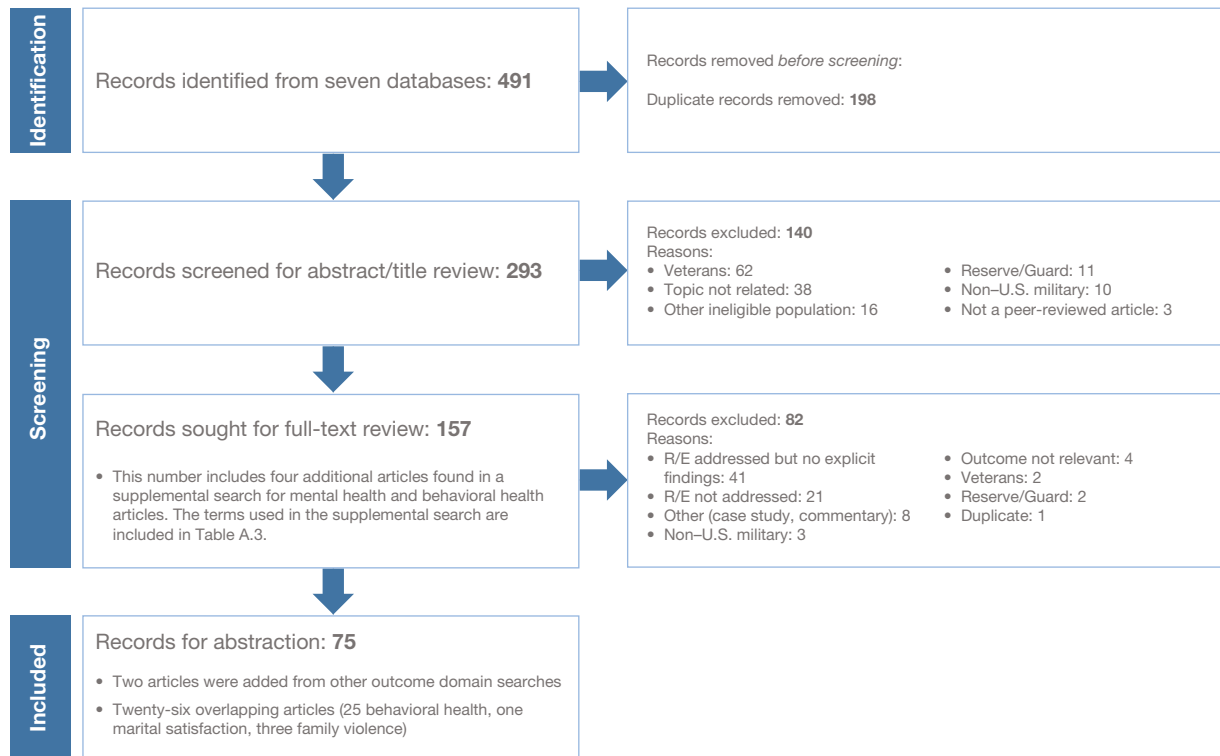 Identification
Records identified from seven databases: 491
Records removed before screening:
Duplicate records removed: 198
Screening
Records screened for abstract/title review: 293
Records excluded: 140
Reasons:
• Veterans: 62
• Topic not related: 38
• Other ineligible population: 16
• Reserve/Guard: 11
• Non–U.S. military: 10
• Not a peer-reviewed article: 3
Records sought for full-text review: 157
• This number includes four additional articles found in a
supplemental search for mental health and behavioral health
articles. The terms used in the supplemental search are
included in Table A.3.
Records excluded: 82
Reasons:
• R/E addressed but no explicit
findings: 41
• R/E not addressed: 21
• Other (case study, commentary): 8
• Non–U.S. military: 3
• Outcome not relevant: 4
• Veterans: 2
• Reserve/Guard: 2
• Duplicate: 1
Included
Records for abstraction: 75
• Two articles were added from other outcome domain searches
• Twenty-six overlapping articles (25 behavioral health, one
marital satisfaction, three family violence)